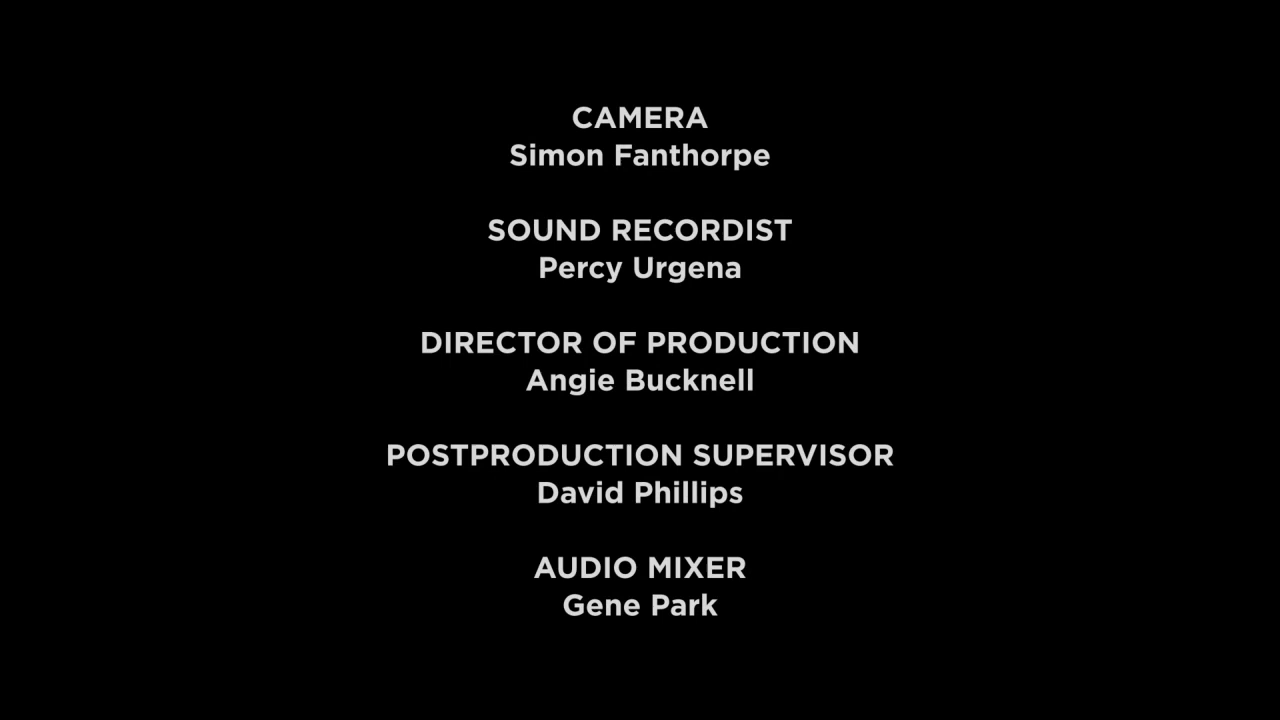 CAMERA
Simon Fanthorpe
SOUND RECORDIST
Percy Urgena
DIRECTOR OF PRODUCTION
Angie Bucknell
POSTPRODUCTION SUPERVISOR
David Phillips
AUDIO MIXER
Gene Park